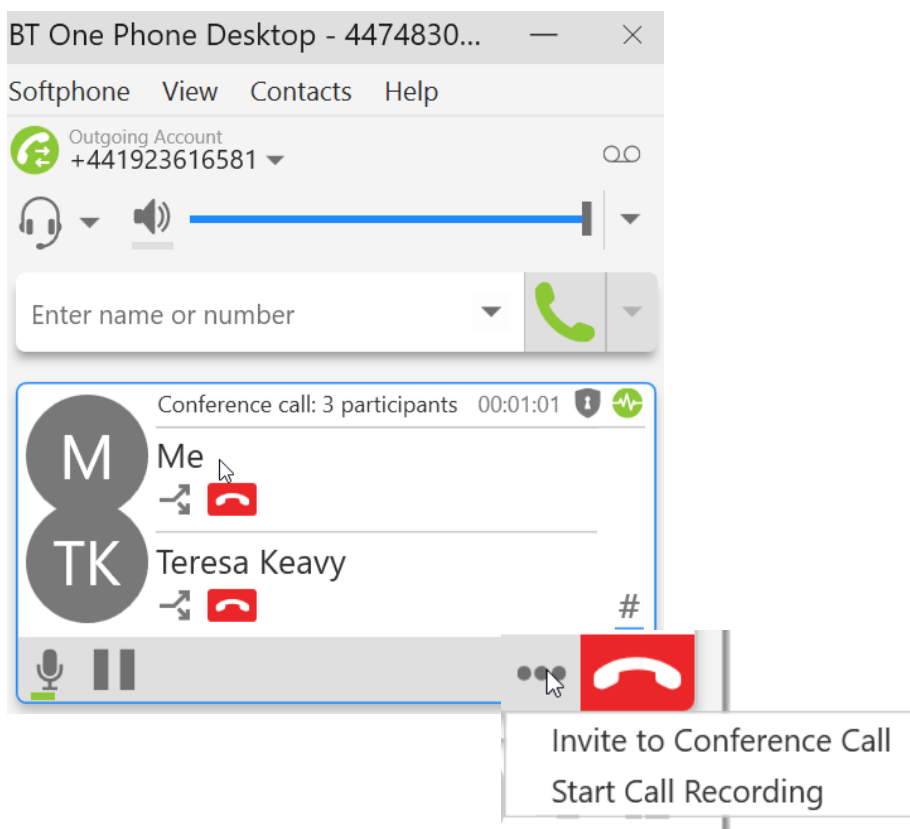 BT One Phone Desktop - 4474830...
Softphone View Contacts Help
Outgoing Account
+441923616581
Enter name or number
Conference call: 3 participants 00:01:01
M
Me
TK
Teresa Keavy
#
Invite to Conference Call
Start Call Recording